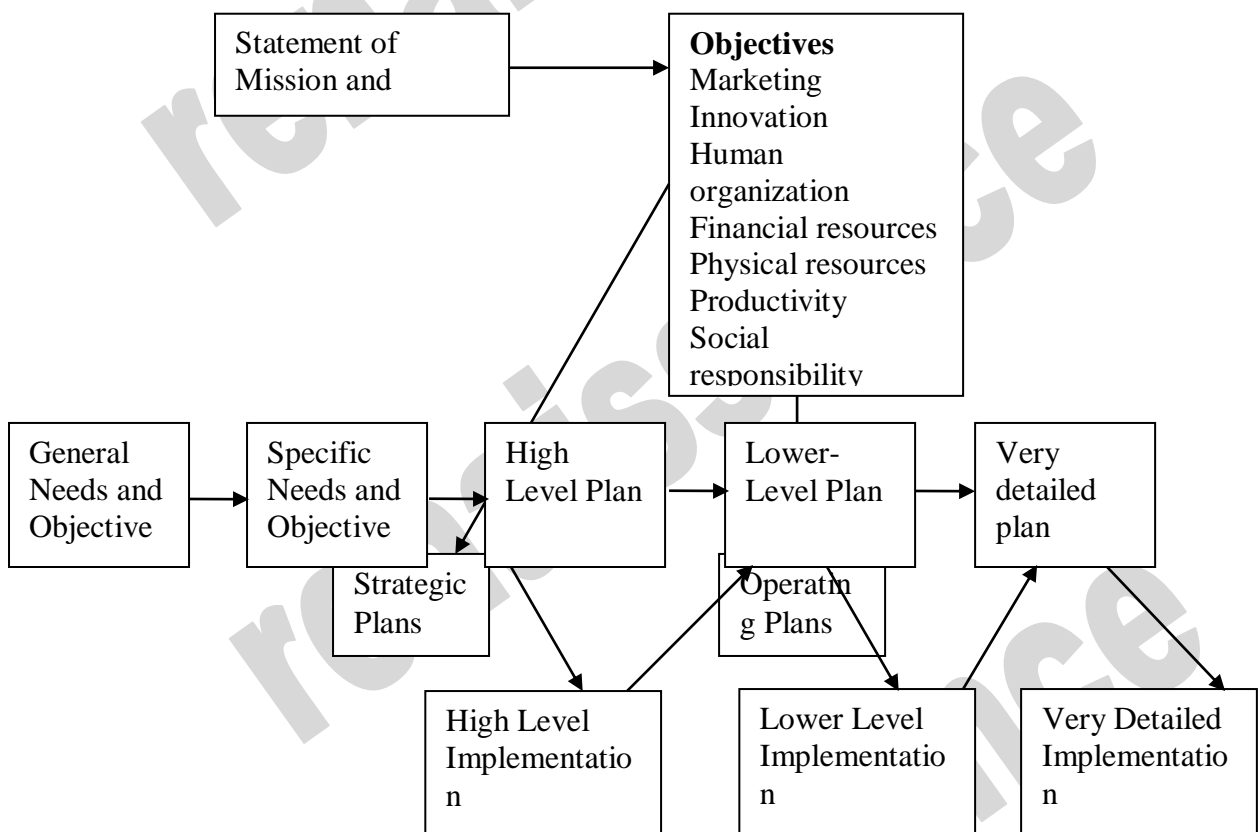 Statement of
Mission and
Objectives
Marketing
Innovation
Human
organization
Financial resources
Physical resources
Productivity
Social
responsibility
General
Needs and
Objective
Specific
Needs and
Objective
High
Level Plan
Lower-
Level Plan
Very
detailed
plan
Strategic
Plans
Operatin
g Plans
High Level
Implementatio
n
Lower Level
Implementatio
n
Very Detailed
Implementatio
n